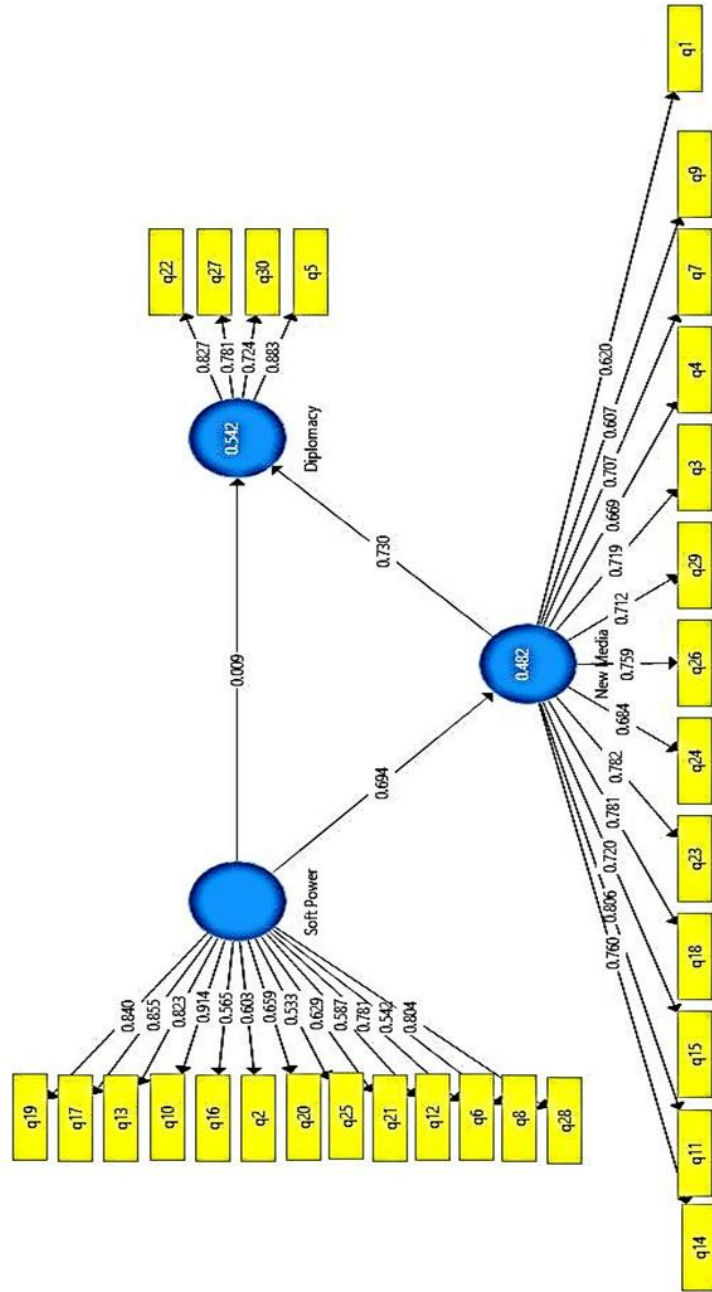 q19
q17
q13
q10
q16
q2
q20
q25
q21
q12
q6
q8
q28
0.840
0.855
0.823
0.914
0.565
0.603
0.659
0.533
0.629
0.587
0.781
0.542
0.804
Soft Power
0.009
0.694
0.730
0.542
Diplomacy
0.827
0.781
0.724
0.883
q22
q27
q30
q5
0.482
New Media
0.760
0.806
0.720
0.781
0.782
0.684
0.759
0.712
0.719
0.669
0.707
0.607
0.620
q14
q11
q15
q18
q23
q24
q26
q29
q3
q4
q7
q9
q1